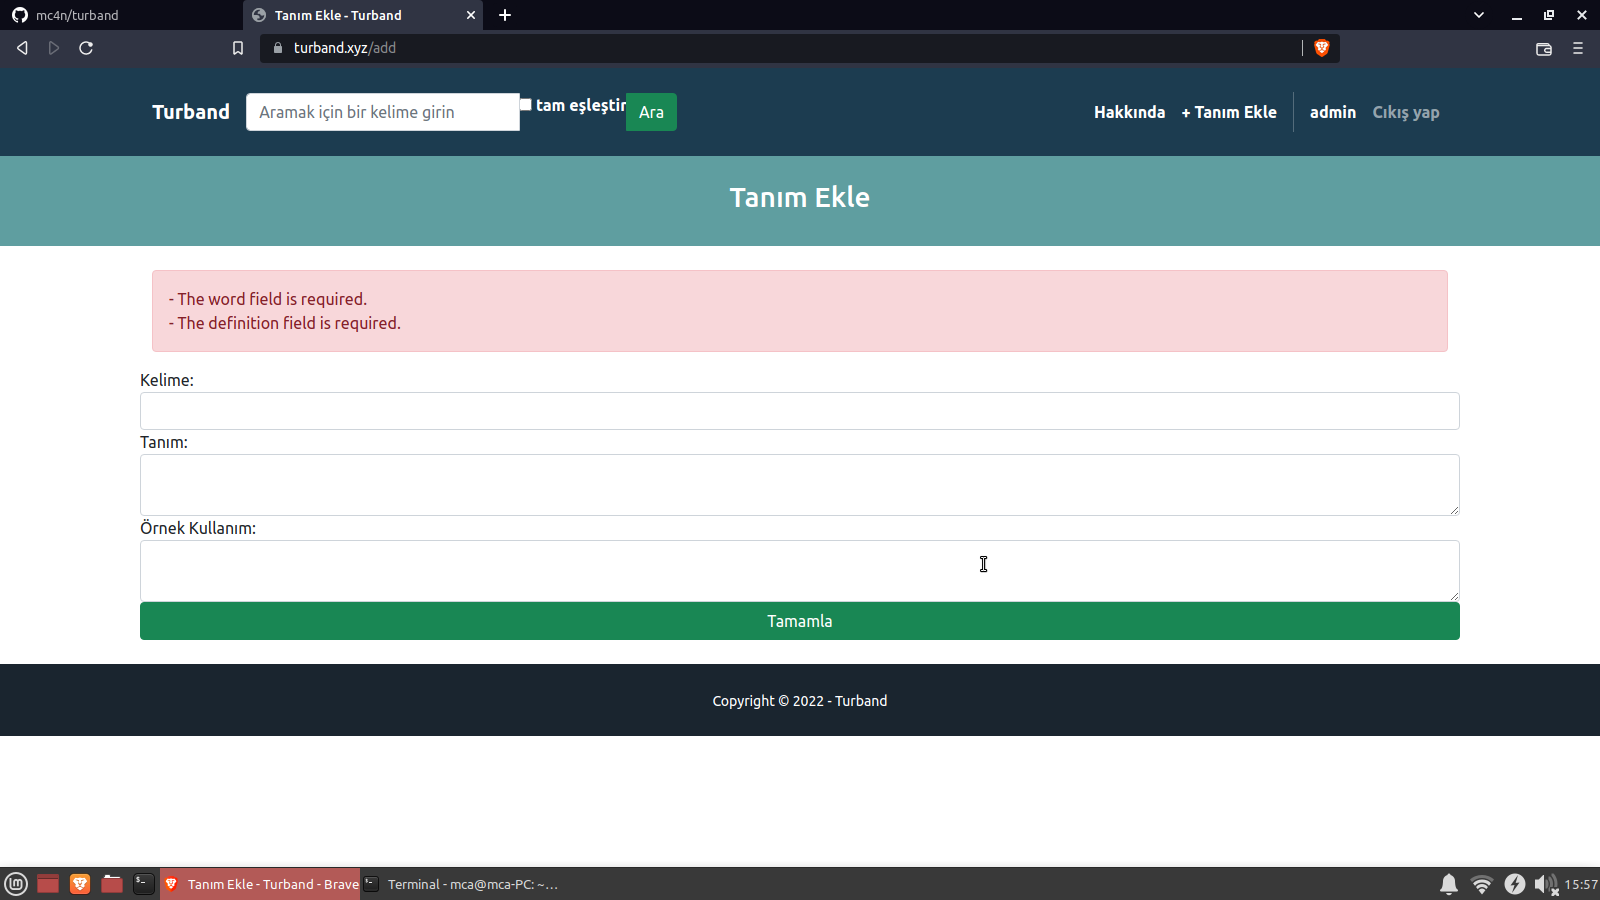 mc4n/turband
Tanım Ekle - Turband
turband.xyz/add
Turband
Aramak için bir kelime girin
tam eşleştir
Ara
Hakkında
+ Tanım Ekle
admin
Cıkış yap
Tanım Ekle
- The word field is required.
- The definition field is required.
Kelime:
Tanım:
Örnek Kullanım:
Tamamla
Copyright © 2022 - Turband
Tanım Ekle - Turband - Brave
Terminal - mca@mca-PC: ~...
15:57